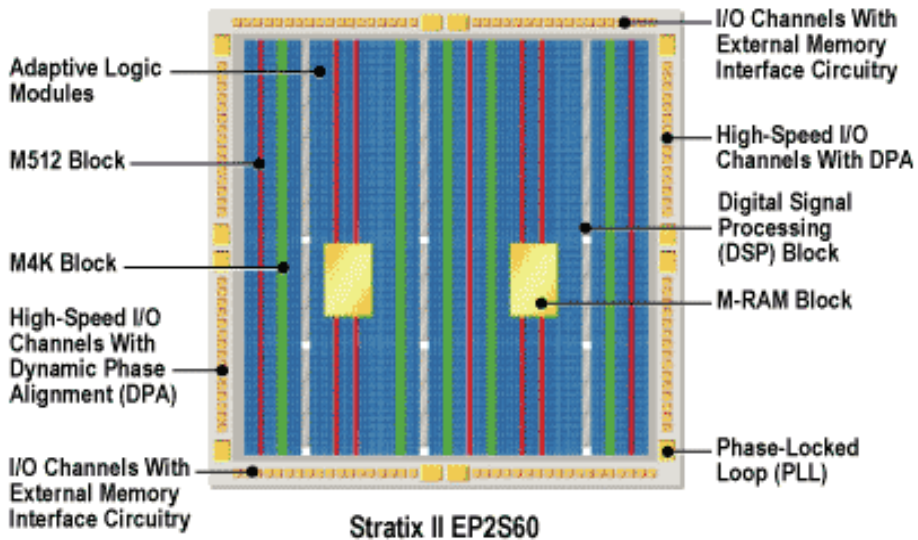 Adaptive Logic
Modules
M512 Block
M4K Block
High-Speed I/O
Channels With
Dynamic Phase
Alignment (DPA)
I/O Channels With
External Memory
Interface Circuitry
I/O Channels With
External Memory
Interface Circuitry
High-Speed I/O
Channels With DPA
Digital Signal
Processing
(DSP) Block
M-RAM Block
Phase-Locked
Loop (PLL)
Stratix II EP2S60